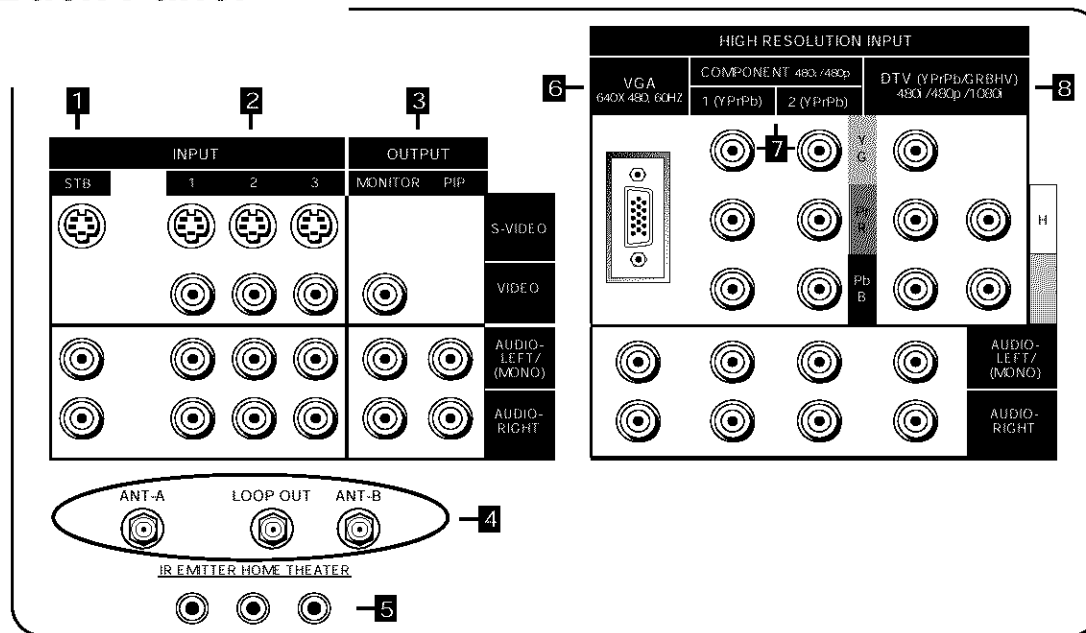 HIGH RESOLUTION INPUT
6
VGA
640X 480, 60HZ
COMPONENT 480i /480p
1 (YPrPb)
2 (YPrPb)
DTV (YPrPb/GRBHV)
480i /480p /1080i
8
1
2
3
7
INPUT
OUTPUT
STB
1
2
3
MONITOR
PIP
S-VIDEO
VIDEO
AUDIO-
LEFT/
(MONO)
AUDIO-
RIGHT
Y
G
Pr
R
Pb
B
H
AUDIO-
LEFT/
(MONO)
AUDIO-
RIGHT
ANT-A
LOOP OUT
ANT-B
4
IR EMITTER HOME THEATER
5